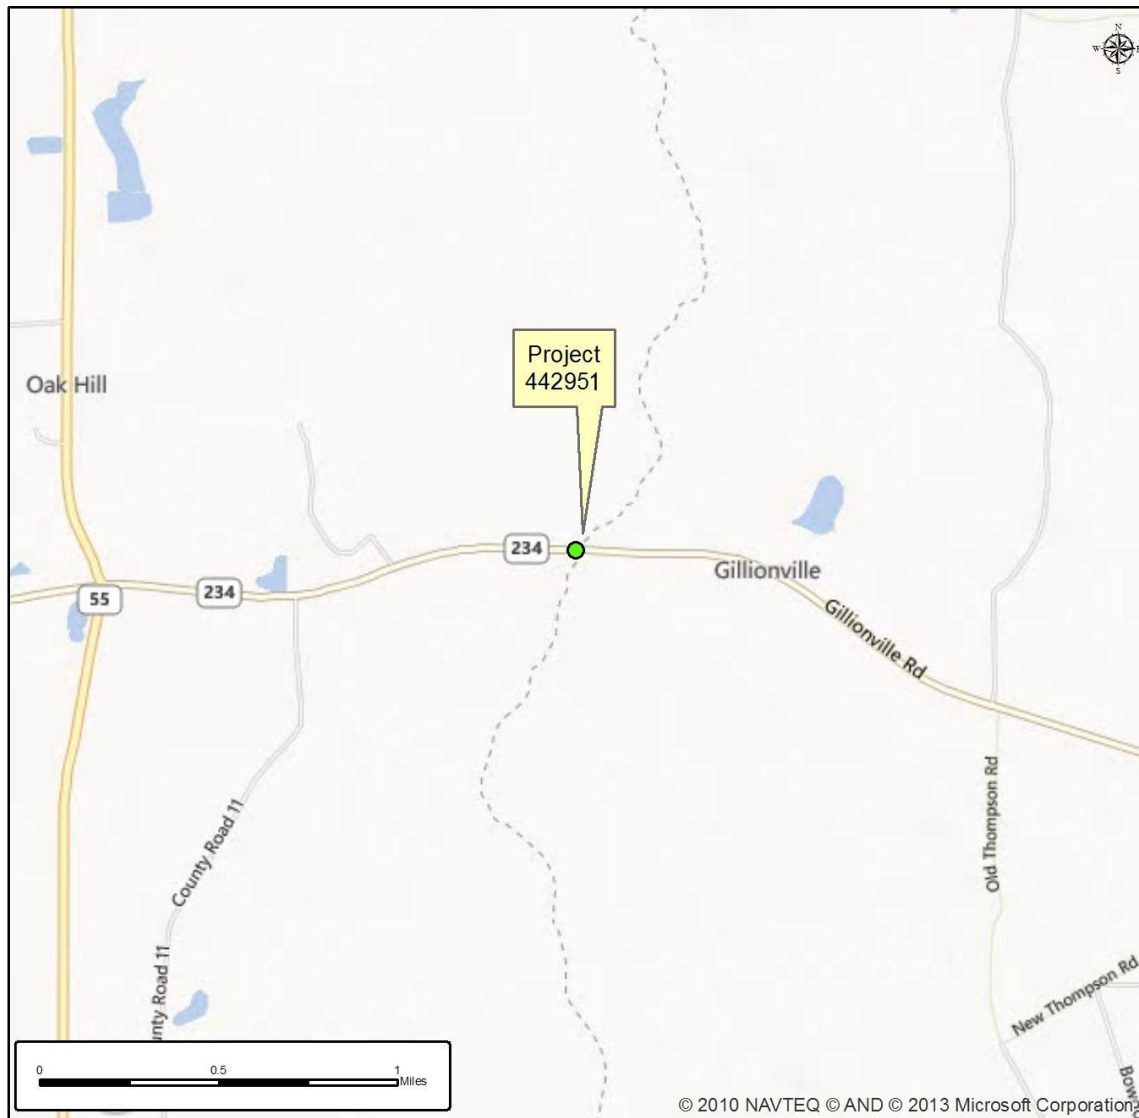 N
W E
S
Project
442951
Oak Hill
234
Gillionville
55
234
Gillionville Rd
County Road 11
Old Thompson Rd
County Road 11
New Thompson Rd
0 0.5 1
Miles
© 2010 NAVTEQ © AND © 2013 Microsoft Corporation